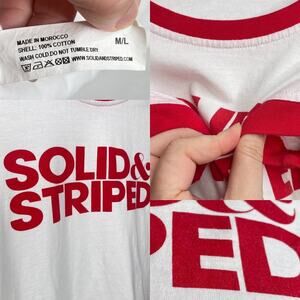 MADE IN MOROCCO
SHELL: 100% COTTON
WASH COLD.DO NOT TUMBLE DRY
WWW.SOLIDANDSTRIPED.COM
M/L
SOLID&
STRIPED
&
PED